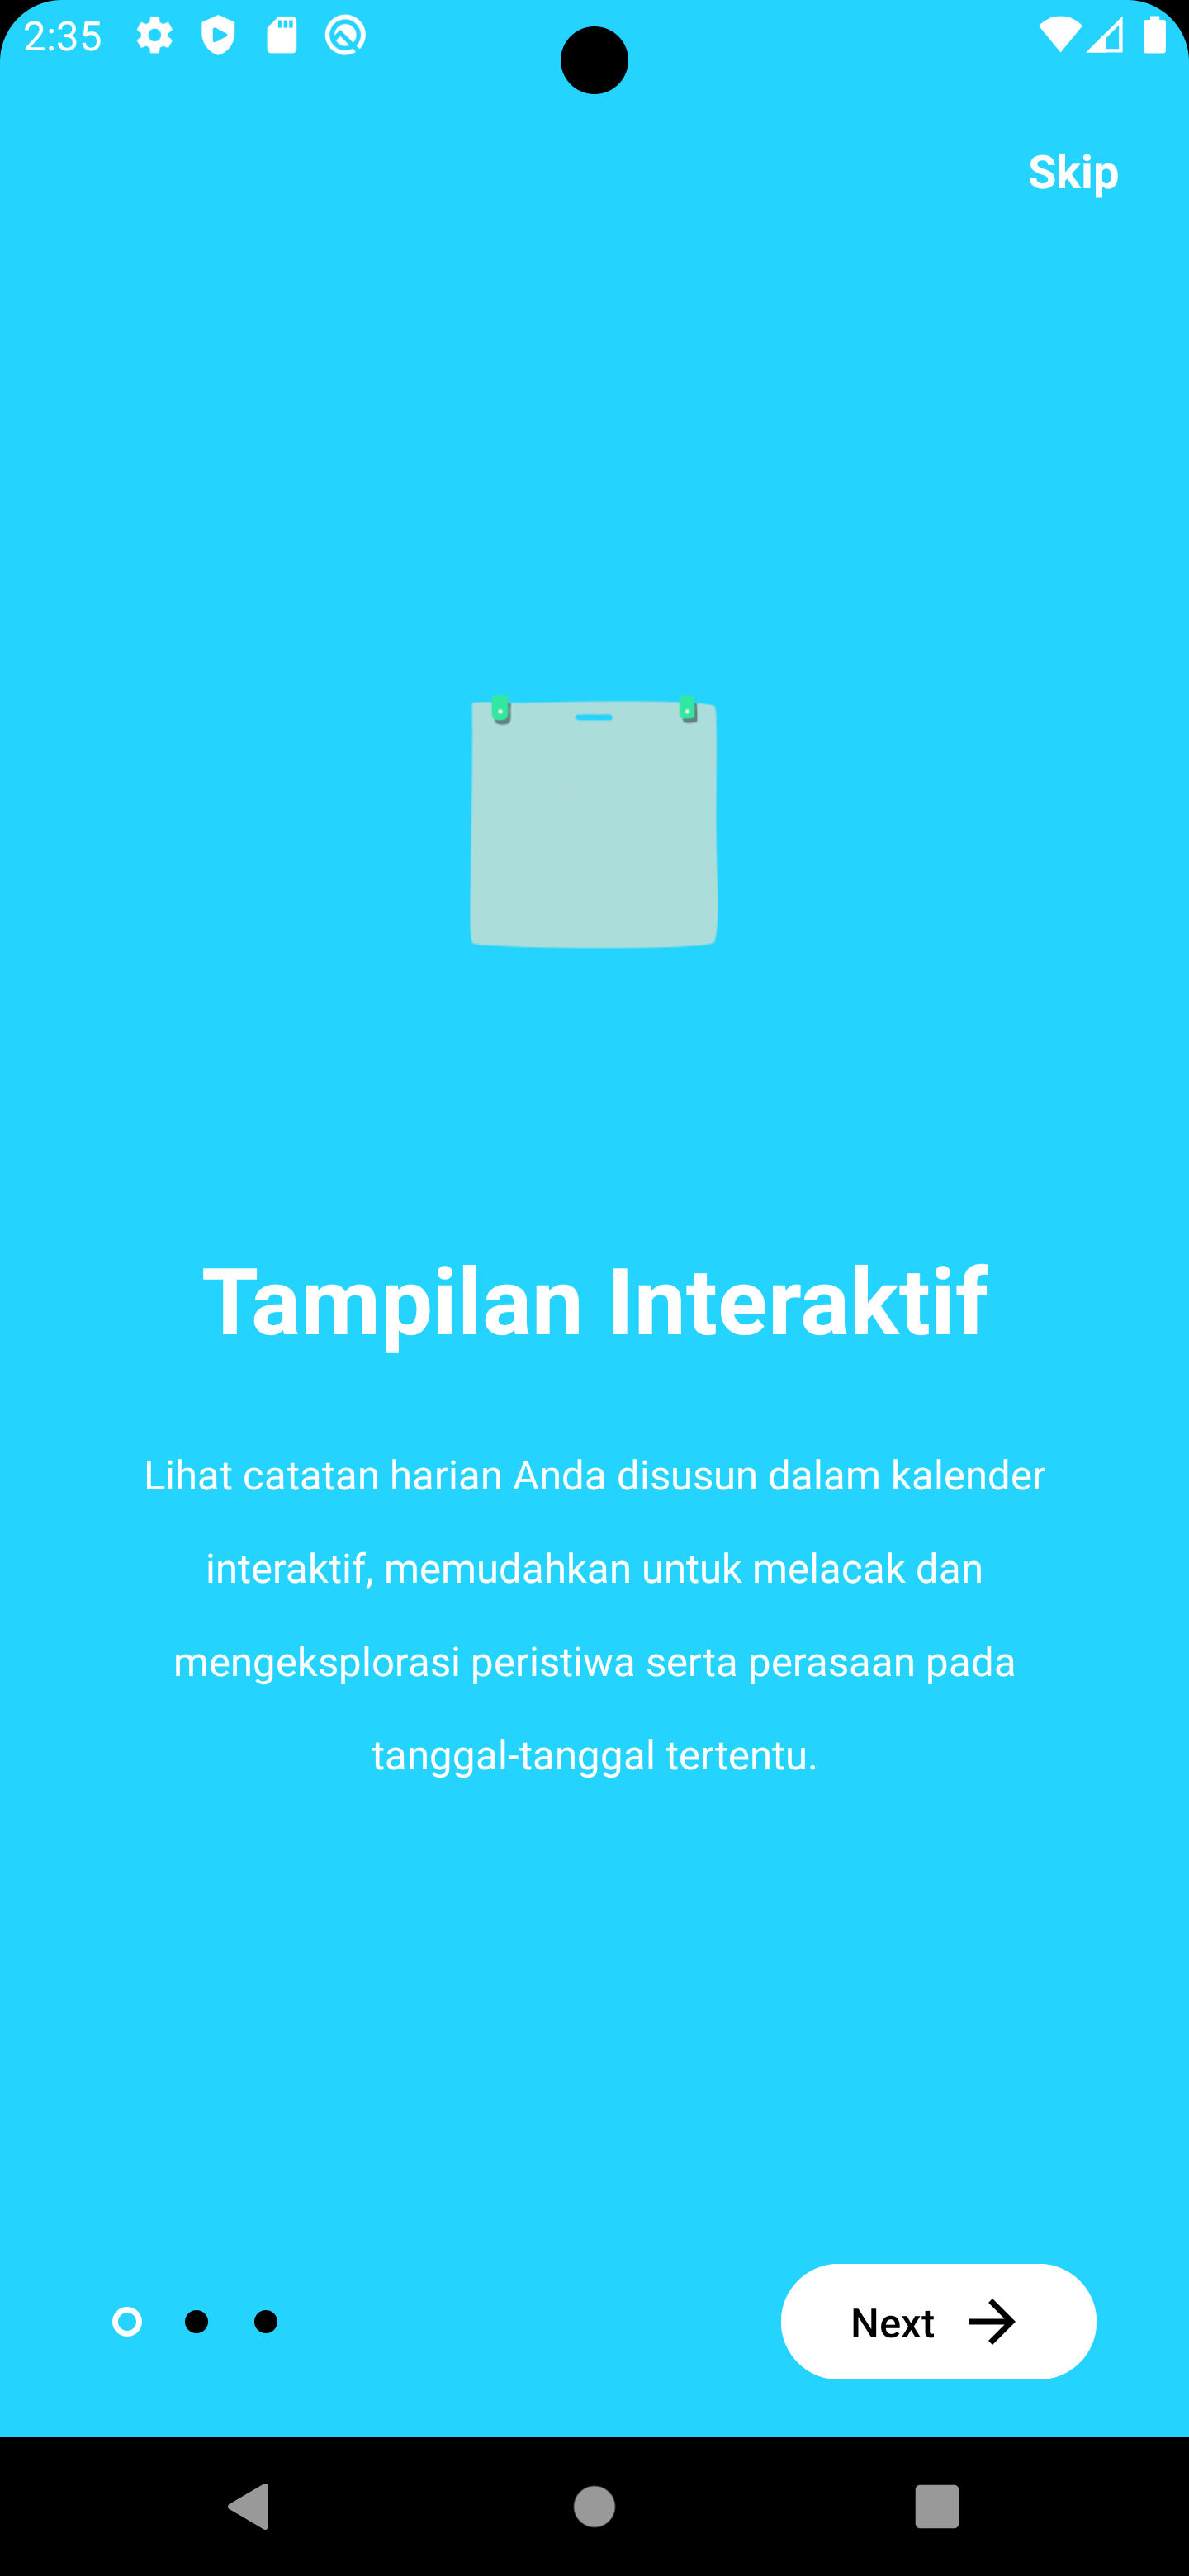 2:35
Skip
Tampilan Interaktif
Lihat catatan harian Anda disusun dalam kalender
interaktif, memudahkan untuk melacak dan
mengeksplorasi peristiwa serta perasaan pada
tanggal-tanggal tertentu.
Next